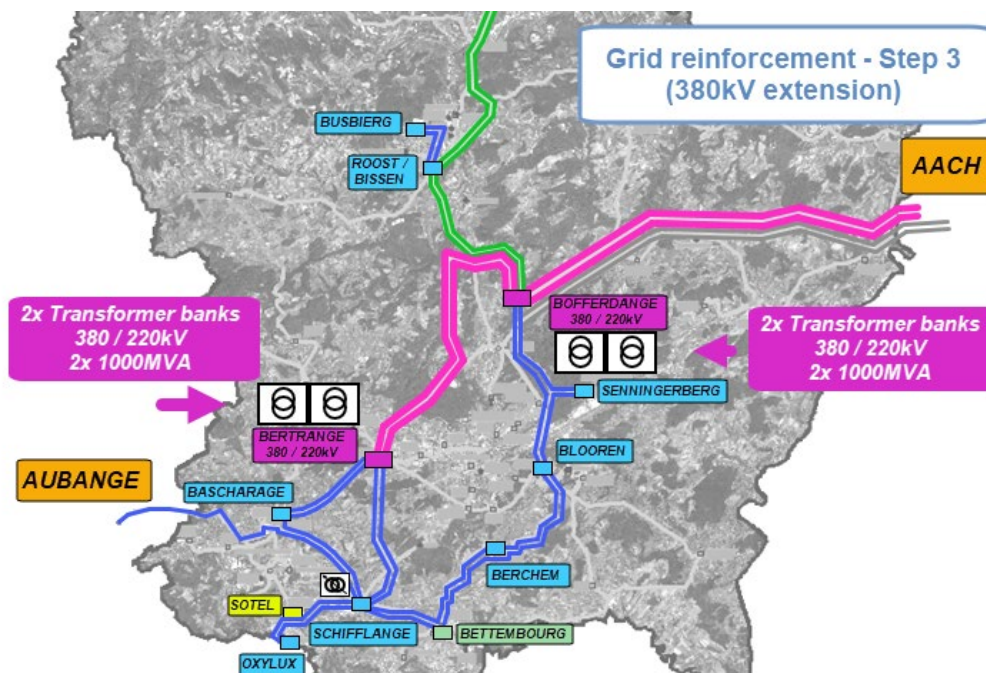 Grid reinforcement - Step 3
(380kV extension)
BUSBIERG
ROOST /
BISSEN
AACH
2x Transformer banks
380 / 220kV
2x 1000MVA
BOFFERDANGE
380 / 220kV
2x Transformer banks
380 / 220kV
2x 1000MVA
SENNINGERBERG
BERTRANGE
380 / 220kV
BLOOREN
AUBANGE
BASCHARAGE
BERCHEM
SOTEL
SCHIFFLANGE
BETTEMBOURG
OXYLUX